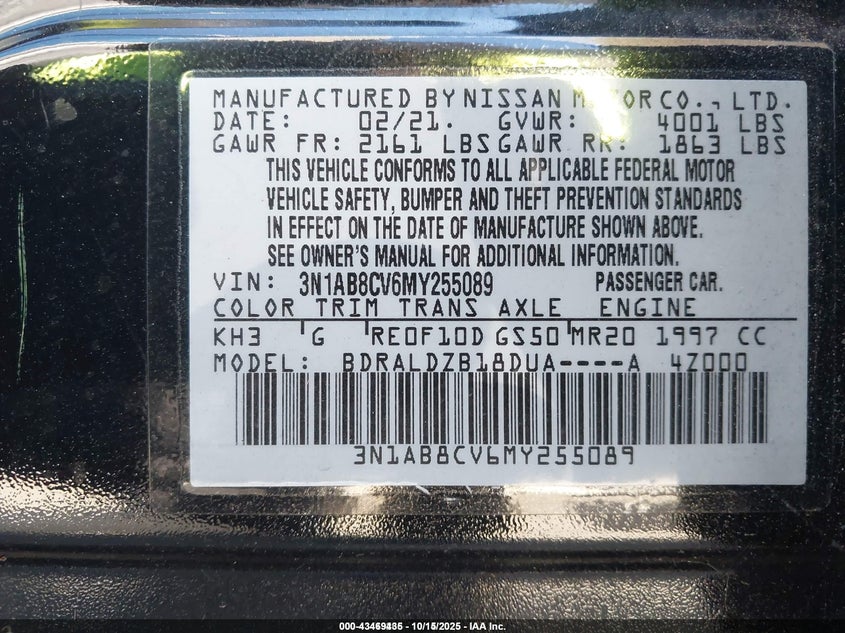 MANUFACTURED BY NISSAN MOTOR CO., LTD.
DATE: 02/21. GVWR: 4001 LBS
GAWR FR: 2161 LBS GAWR RR: 1863 LBS
THIS VEHICLE CONFORMS TO ALL APPLICABLE FEDERAL MOTOR
VEHICLE SAFETY, BUMPER AND THEFT PREVENTION STANDARDS
IN EFFECT ON THE DATE OF MANUFACTURE SHOWN ABOVE.
SEE OWNER'S MANUAL FOR ADDITIONAL INFORMATION.
VIN: 3N1AB8CV6MY255089 PASSENGER CAR.
COLOR TRIM TRANS AXLE ENGINE
KH3 G RE0F10D GS50 MR20 1997 CC
MODEL: BDRALDZB18DUA----A 4Z000
3N1AB8CV6MY255089
10/15/2025 - IAA Inc.